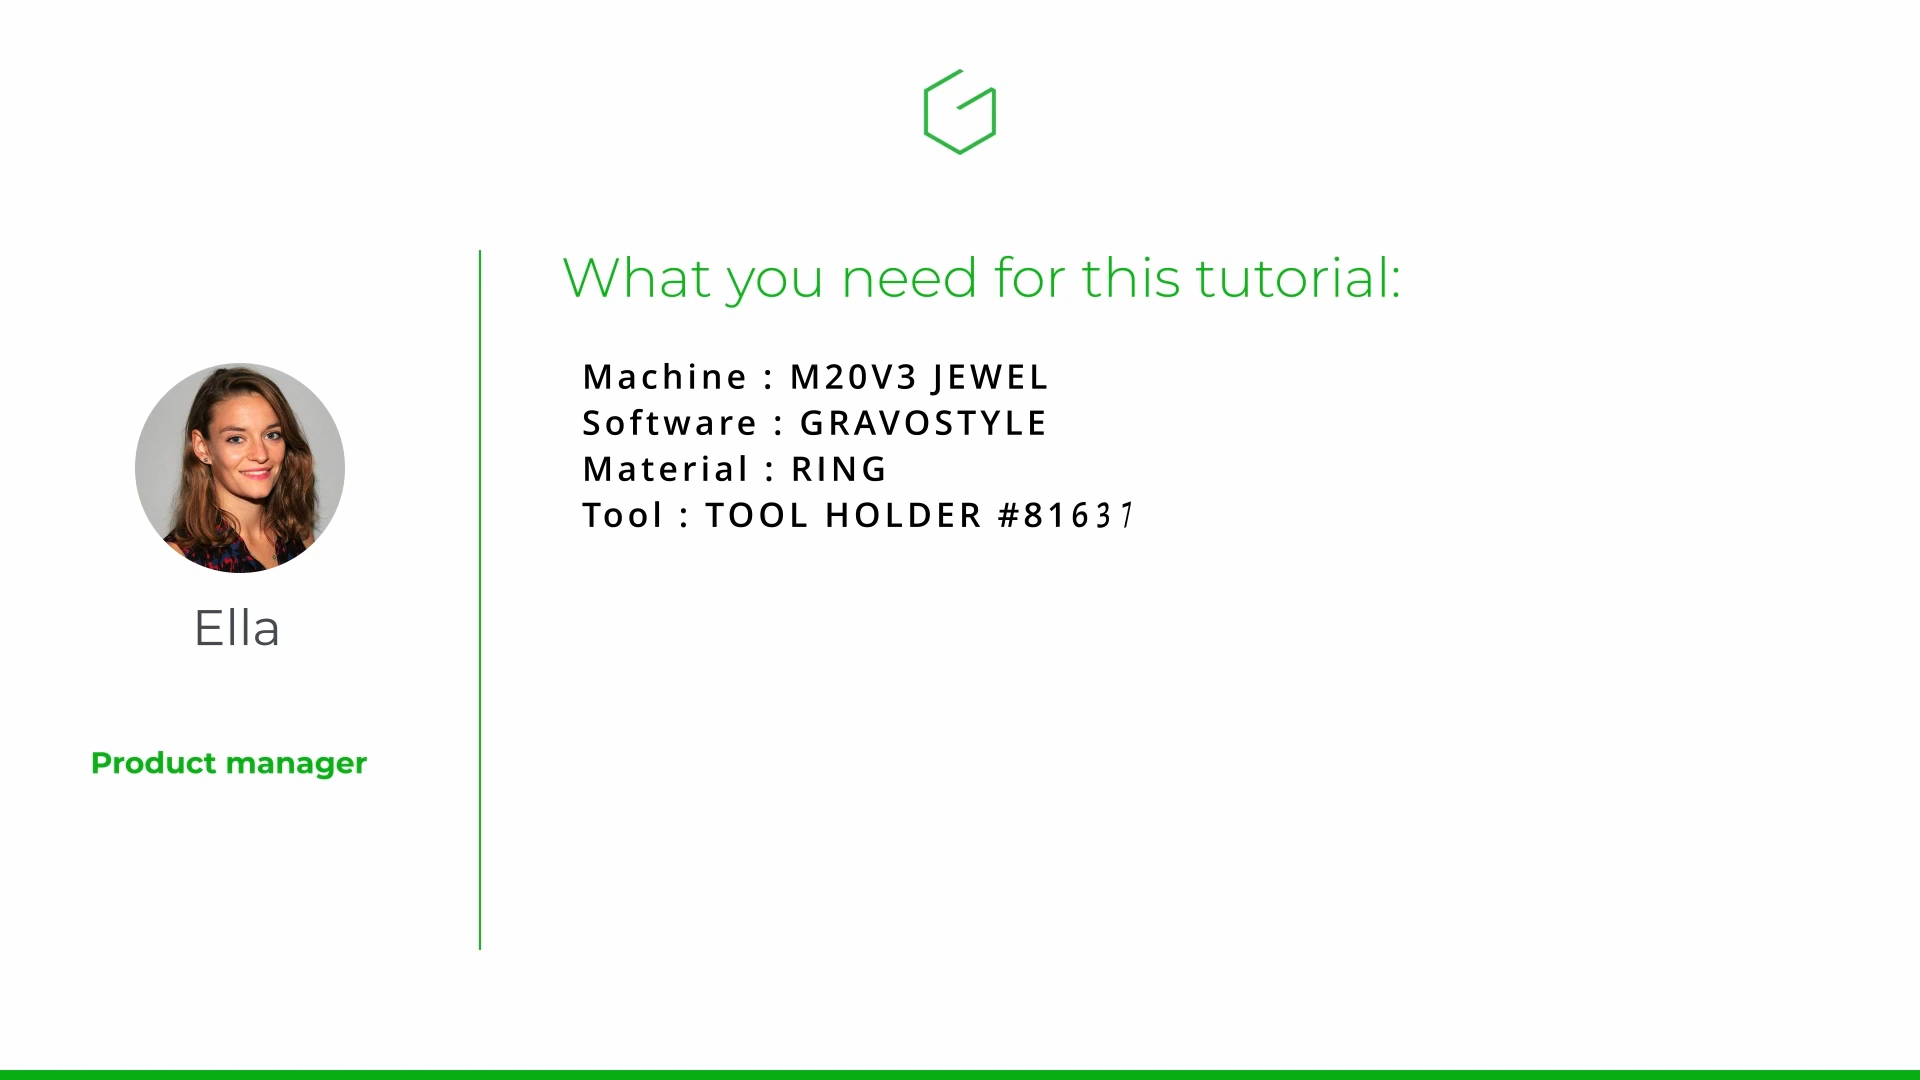 What you need for this tutorial:
Machine : M20V3 JEWEL
Software : GRAVOSTYLE
Material : RING
Tool : TOOL HOLDER #81631
Ella
Product manager